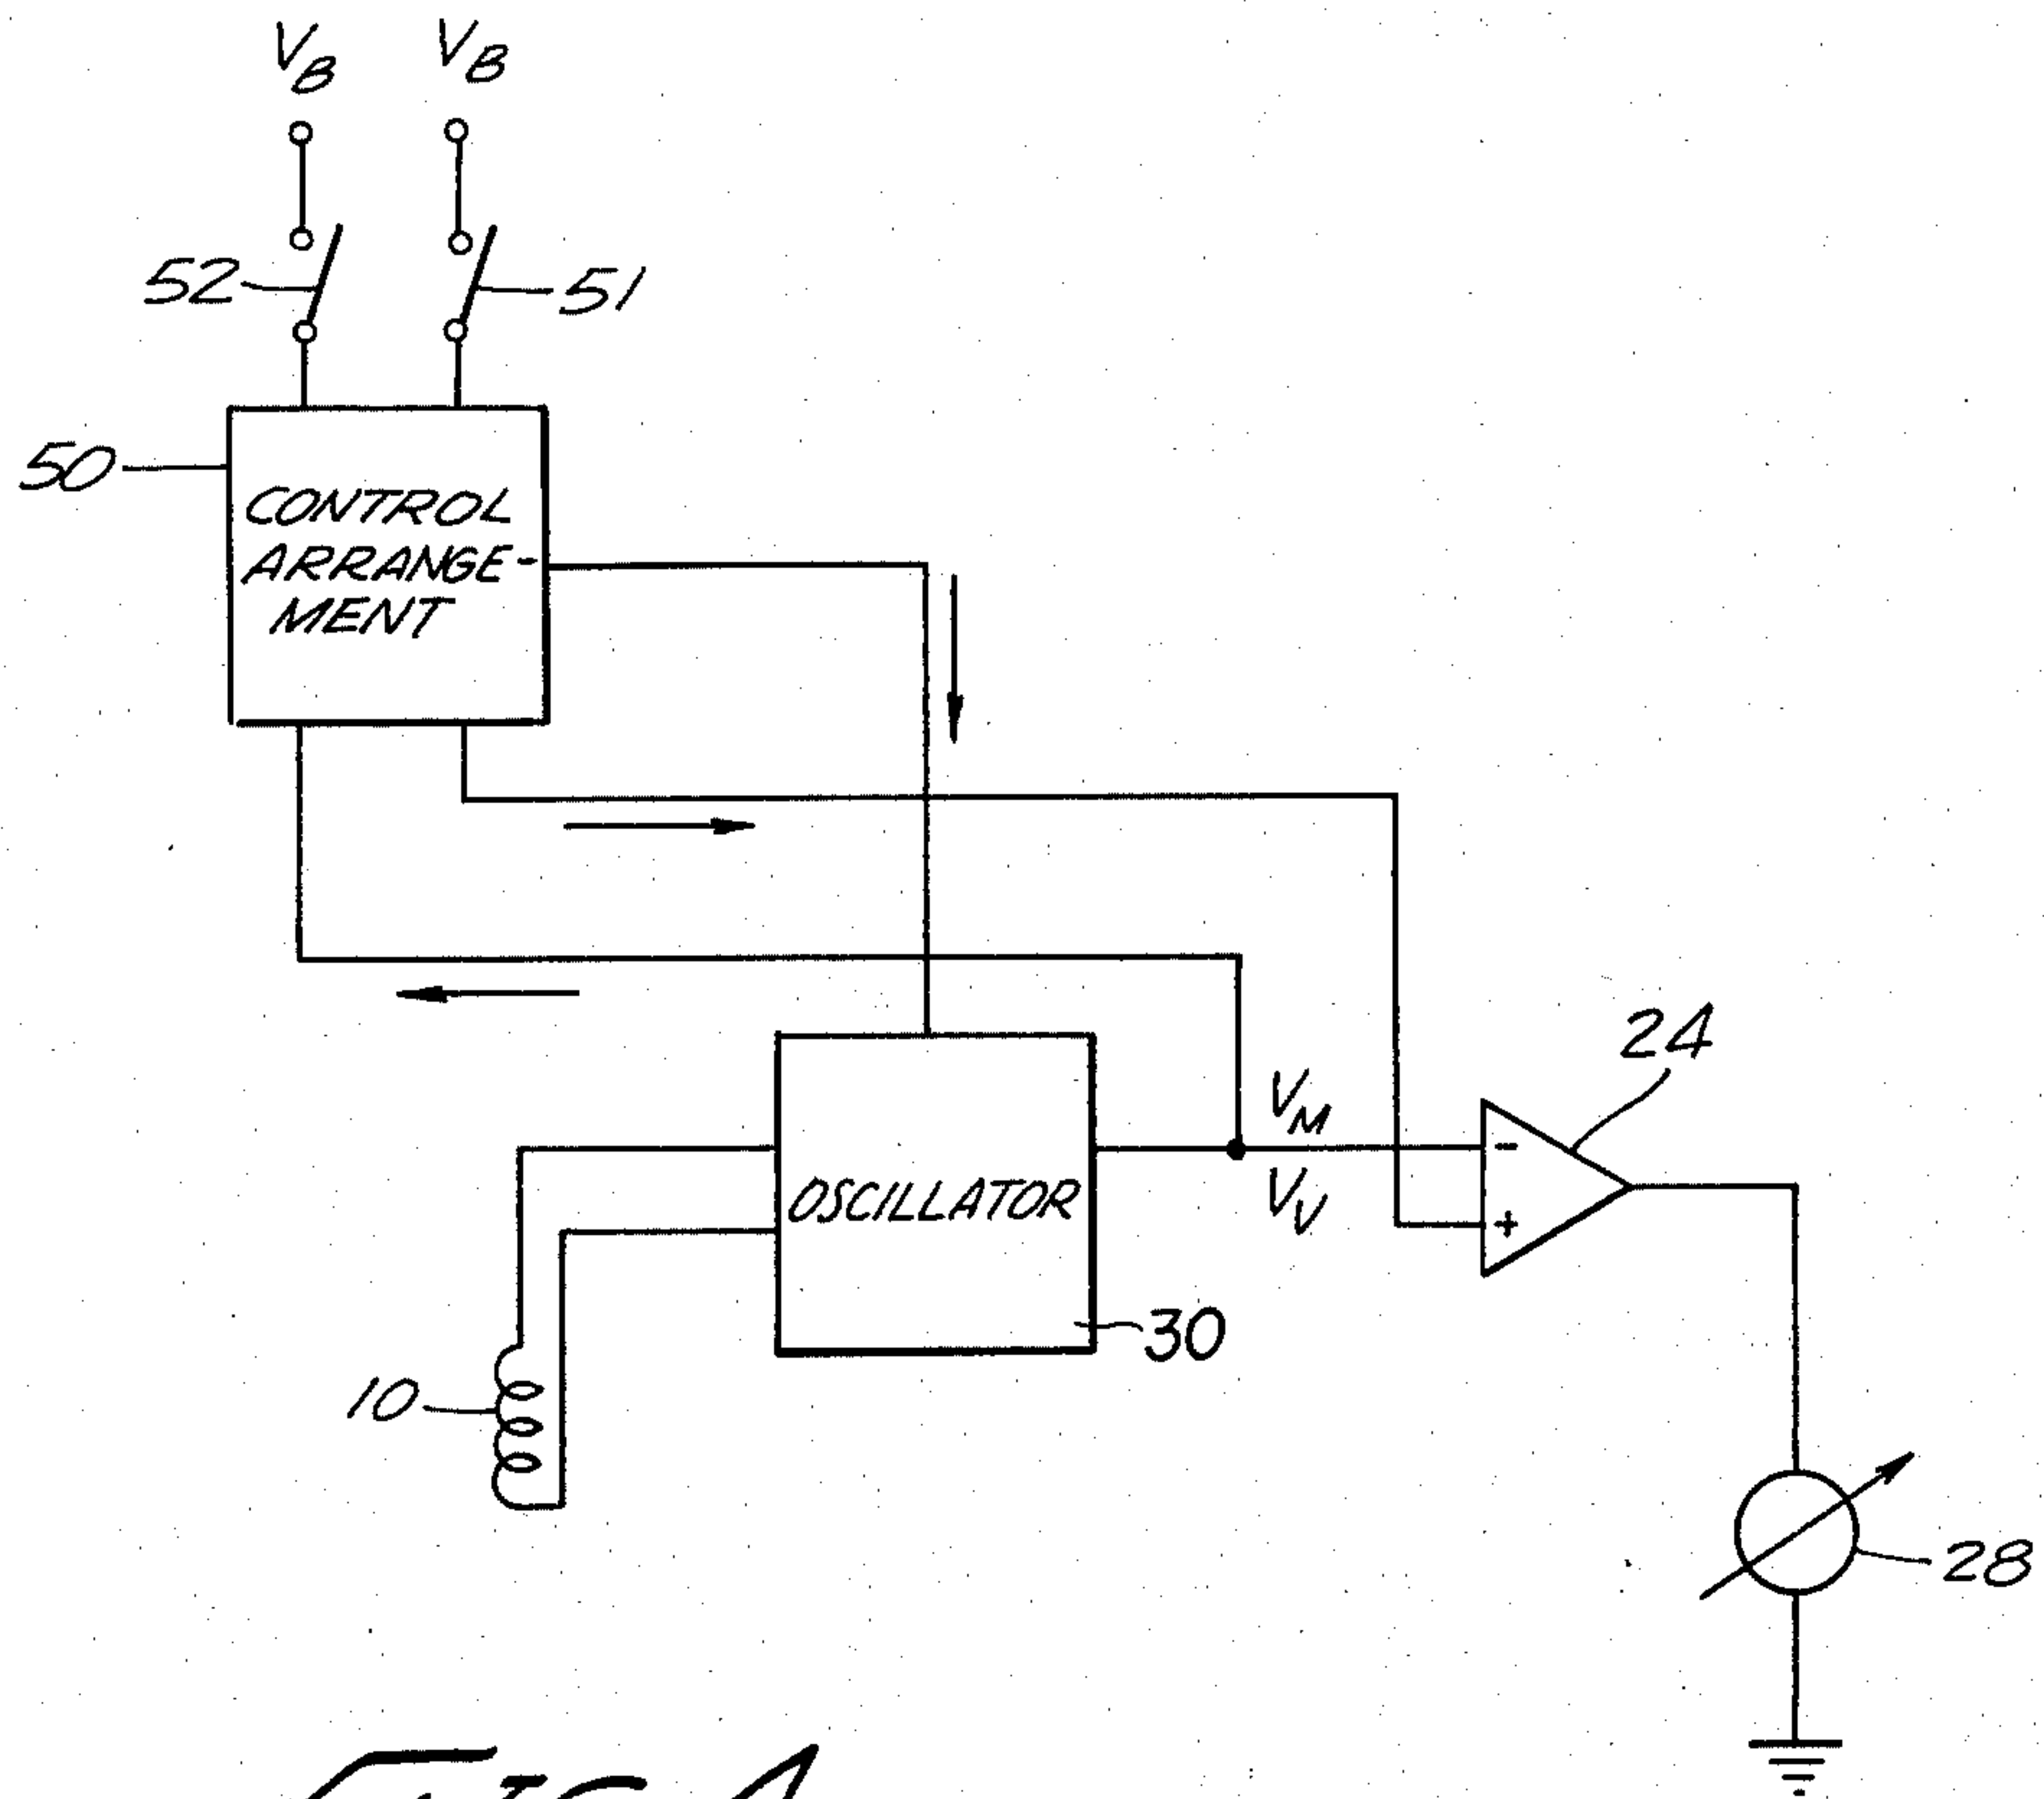 V_B V_B
52 51
50
CONTROL
ARRANGE-
MENT
24
V_M
-
V_V
OSCILLATOR
+
30
10
28